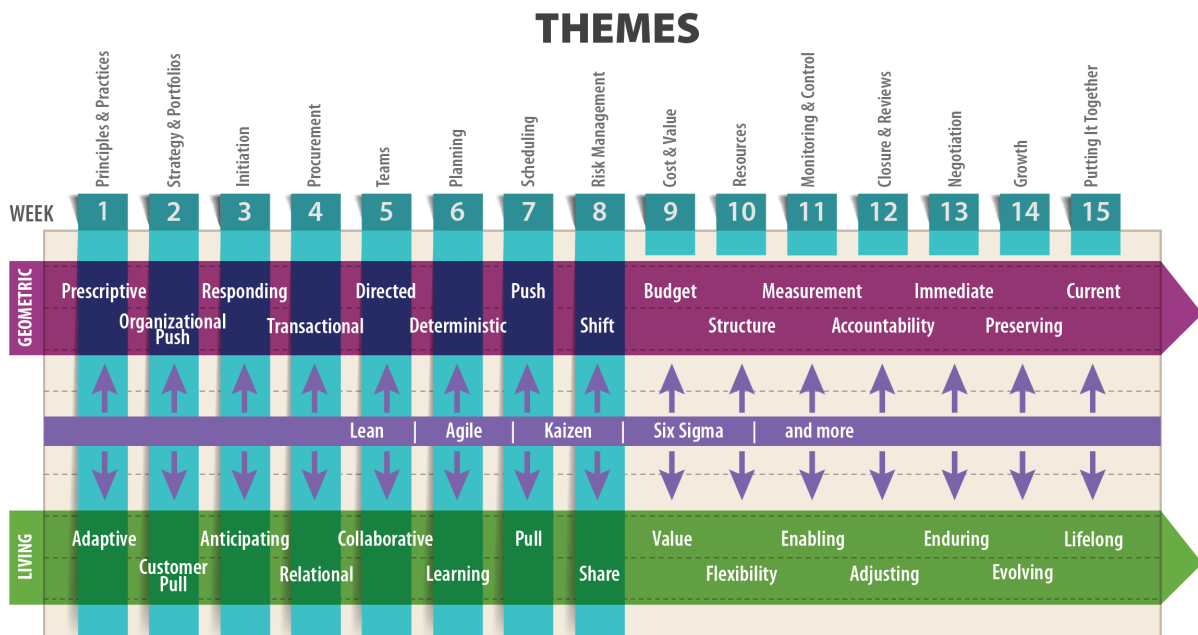 THEMES
Principles & Practices
Strategy & Portfolios
Initiation
Procurement
Teams
Planning
Scheduling
Risk Management
Cost & Value
Resources
Monitoring & Control
Closure & Reviews
Negotiation
Growth
Putting It Together
WEEK 1 2 3 4 5 6 7 8 9 10 11 12 13 14 15
GEOMETRIC
Prescriptive Responding Directed Push Budget Measurement Immediate Current
Organizational Push Transactional Deterministic Shift Structure Accountability Preserving
Lean | Agile | Kaizen | Six Sigma | and more
LIVING
Adaptive Anticipating Collaborative Pull Value Enabling Enduring Lifelong
Customer Pull Relational Learning Share Flexibility Adjusting Evolving